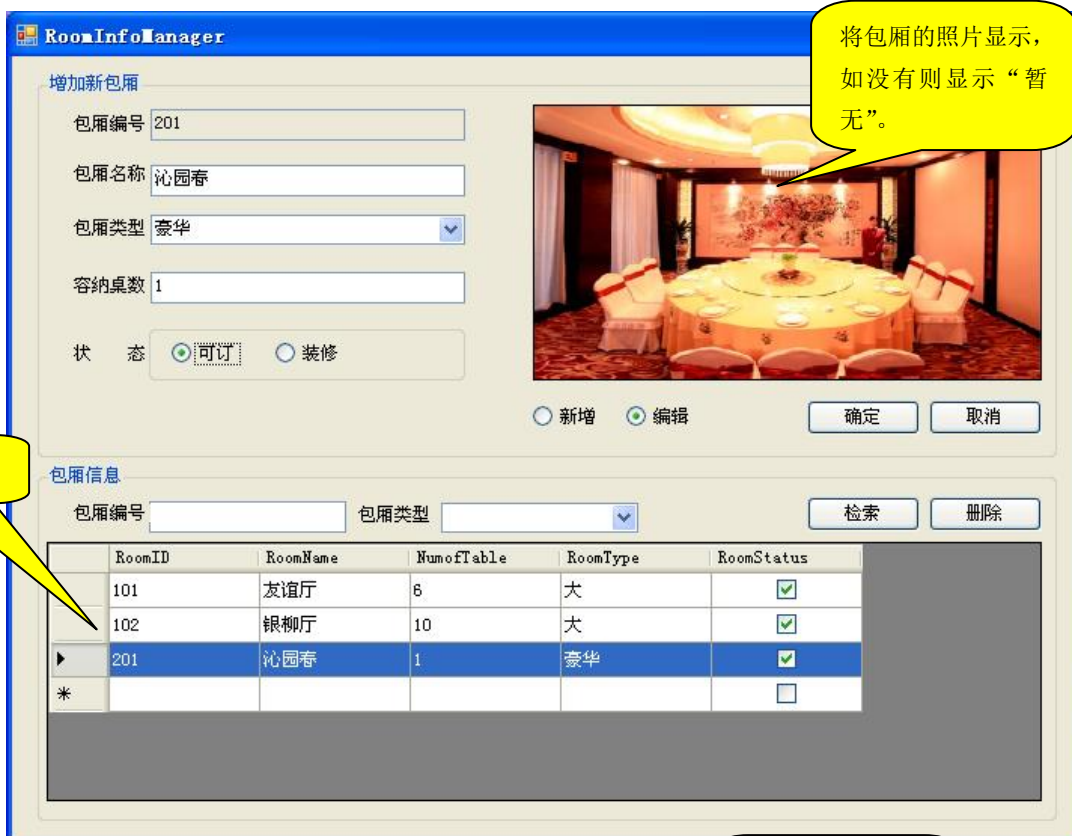 RoomInfoManager
将包厢的照片显示，
如没有则显示“暂
无”。
增加新包厢
包厢编号 201
包厢名称 沁园春
包厢类型 豪华
容纳桌数 1
状 态 可订 装修
新增 编辑 确定 取消
包厢信息
包厢编号 包厢类型 检索 删除
RoomID RoomName NumofTable RoomType RoomStatus
101 友谊厅 6 大
102 银柳厅 10 大
201 沁园春 1 豪华